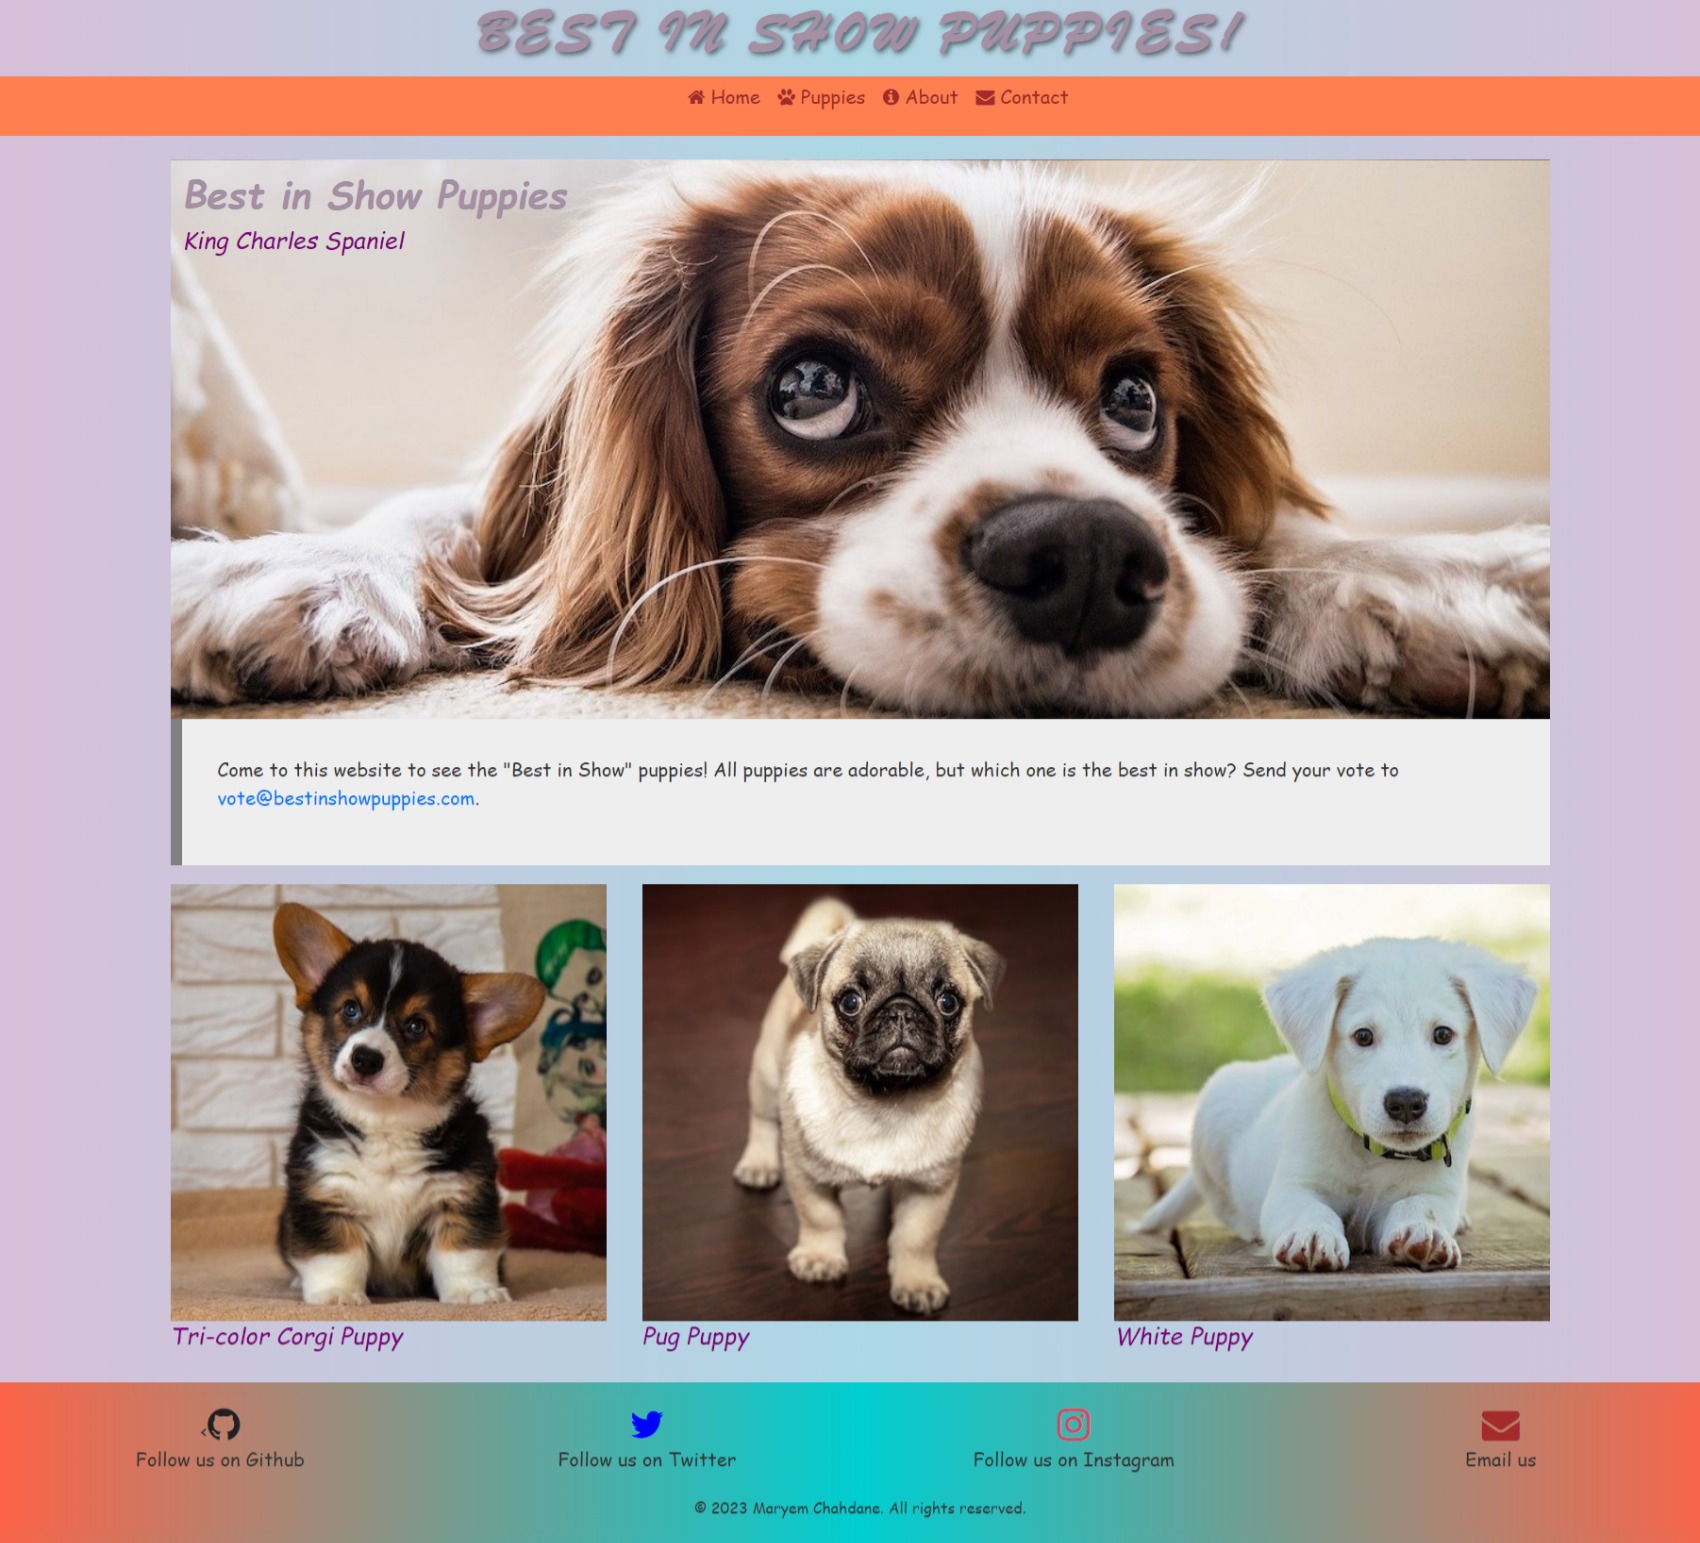 BEST IN SHOW PUPPIES!
Home Puppies About Contact
Best in Show Puppies
King Charles Spaniel
Come to this website to see the "Best in Show" puppies! All puppies are adorable, but which one is the best in show? Send your vote to
vote@bestinshowpuppies.com.
Tri-color Corgi Puppy Pug Puppy White Puppy
<
Follow us on Github Follow us on Twitter Follow us on Instagram Email us
© 2023 Maryem Chahdane. All rights reserved.